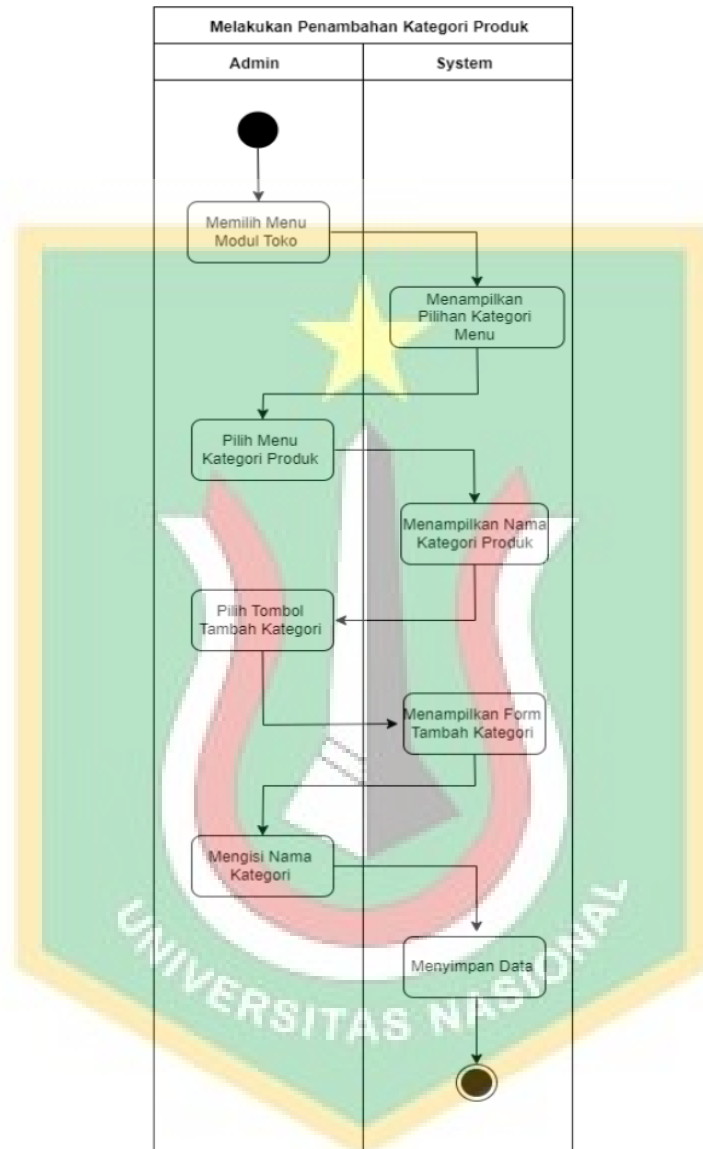 Melakukan Penambahan Kategori Produk
Admin
System
Memilih Menu
Modul Toko
Menampilkan
Pilihan Kategori
Menu
Pilih Menu
Kategori Produk
Menampilkan Nama
Kategori Produk
Pilih Tombol
Tambah Kategori
Menampilkan Form
Tambah Kategori
Mengisi Nama
Kategori
Menyimpan Data
UNIVERSITAS NASIONAL